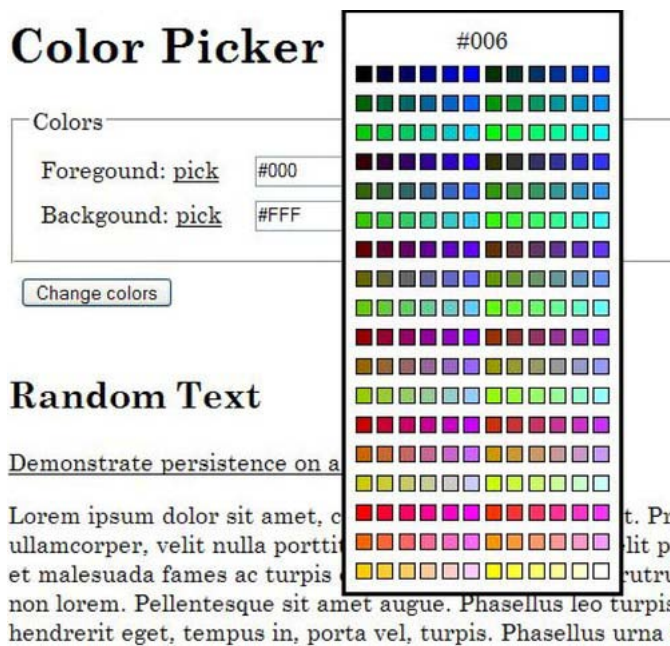 Color Picker
#006
Colors
Foregound: pick
#000
Backgound: pick
#FFF
Change colors
Random Text
Demonstrate persistence on a
Lorem ipsum dolor sit amet, c t. Pr
ullamcorper, velit nulla porttit elit p
et malesuada fames ac turpis rutru
non lorem. Pellentesque sit amet augue. Phasellus leo turpis
hendrerit eget, tempus in, porta vel, turpis. Phasellus urna